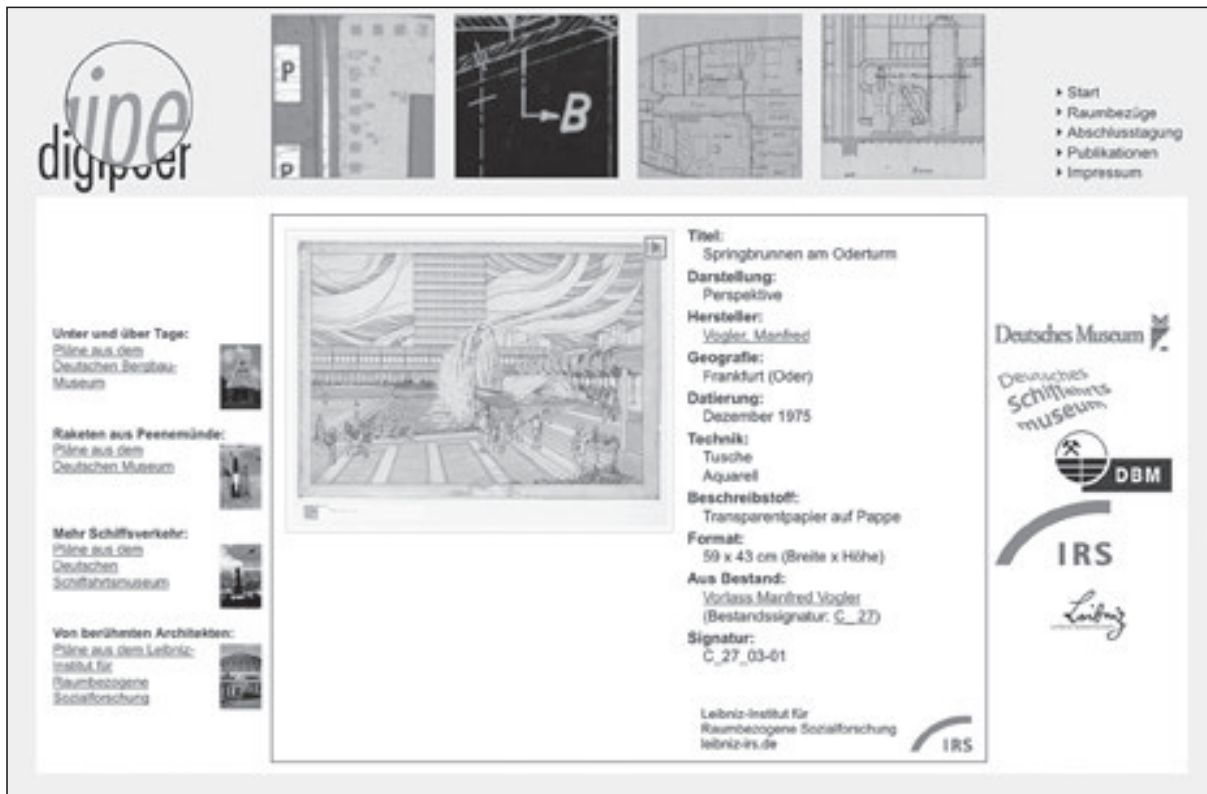 ipe
digipeer
P
P
B
Start
Raumbezüge
Abschlusstagung
Publikationen
Impressum
Unter und über Tage:
Pläne aus dem
Deutschen Bergbau-
Museum
Raketen aus Peenemünde:
Pläne aus dem
Deutschen Museum
Mehr Schiffsverkehr:
Pläne aus dem
Deutschen
Schiffahrtsmuseum
Von berühmten Architekten:
Pläne aus dem Leibniz-
Institut für
Raumbezogene
Sozialforschung
Titel:
Springbrunnen am Oderturm
Darstellung:
Perspektive
Hersteller:
Vogler, Manfred
Geografie:
Frankfurt (Oder)
Datierung:
Dezember 1975
Technik:
Tusche
Aquarell
Beschreibstoff:
Transparentpapier auf Pappe
Format:
59 x 43 cm (Breite x Höhe)
Aus Bestand:
Vorlass Manfred Vogler
(Bestandssignatur: C_ 27)
Signatur:
C_27_03-01
Leibniz-Institut für
Raumbezogene Sozialforschung
leibniz-irs.de
IRS
Deutsches Museum
Deutsches
Schiffahrts
museum
DBM
IRS
Leibniz